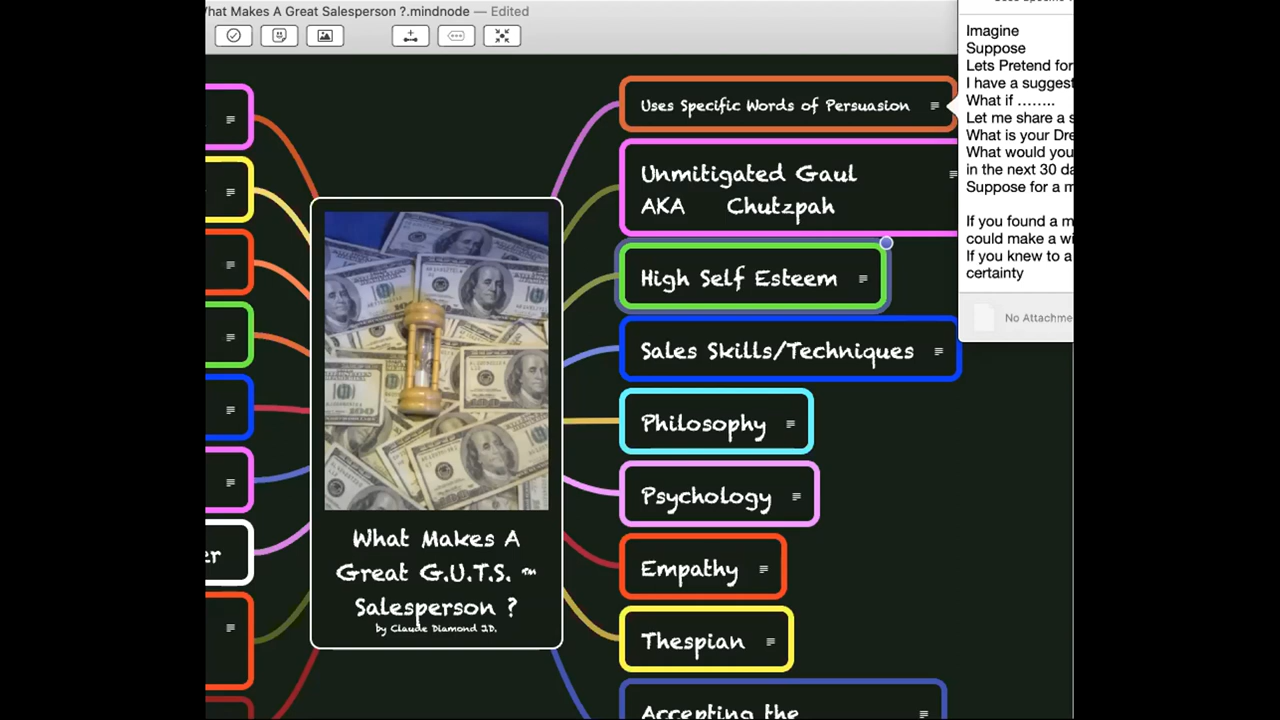 What Makes A Great Salesperson ?.mindnode — Edited
Uses Specific Words of Persuasion
Unmitigated Gaul
AKA Chutzpah
High Self Esteem
Sales Skills/Techniques
Philosophy
Psychology
Empathy
Thespian
Accepting the
er
What Makes A
Great G.U.T.S. ™
Salesperson ?
by Claude Diamond JD.
Imagine
Suppose
Lets Pretend for
I have a suggest
What if ........
Let me share a s
What is your Dre
What would you
in the next 30 da
Suppose for a m
If you found a m
could make a wi
If you knew to a
certainty
No Attachme